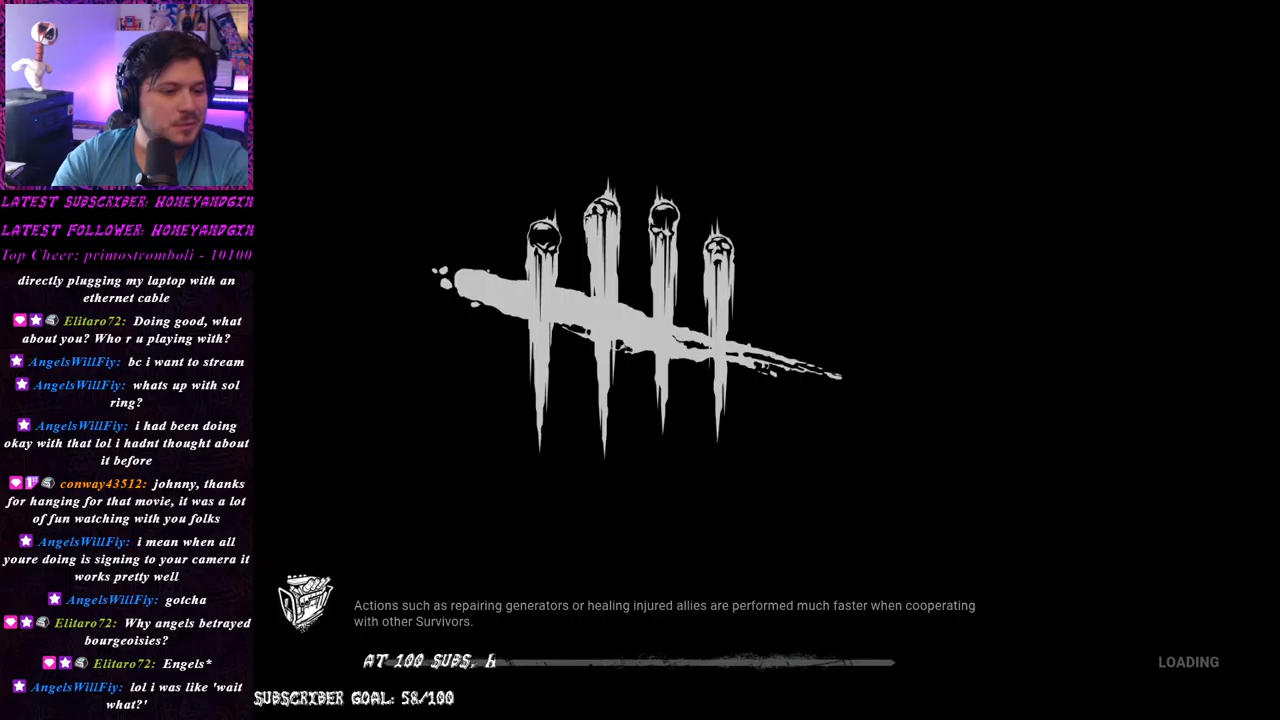 LATEST SUBSCRIBER: HONEYANDGIN
LATEST FOLLOWER: HONEYANDGIN
Top Cheer: primostromboli - 10100
directly plugging my laptop with an
ethernet cable
Elitaro72: Doing good, what
about you? Who r u playing with?
AngelsWillFiy: bc i want to stream
AngelsWillFiy: whats up with sol
ring?
AngelsWillFiy: i had been doing
okay with that lol i hadnt thought about
it before
conway43512: johnny, thanks
for hanging for that movie, it was a lot
of fun watching with you folks
AngelsWillFiy: i mean when all
youre doing is signing to your camera it
works pretty well
AngelsWillFiy: gotcha
Elitaro72: Why angels betrayed
bourgeoisies?
Elitaro72: Engels*
AngelsWillFiy: lol i was like 'wait
what?'
Actions such as repairing generators or healing injured allies are performed much faster when cooperating
with other Survivors.
AT 100 SUBS,
LOADING
SUBSCRIBER GOAL: 58/100